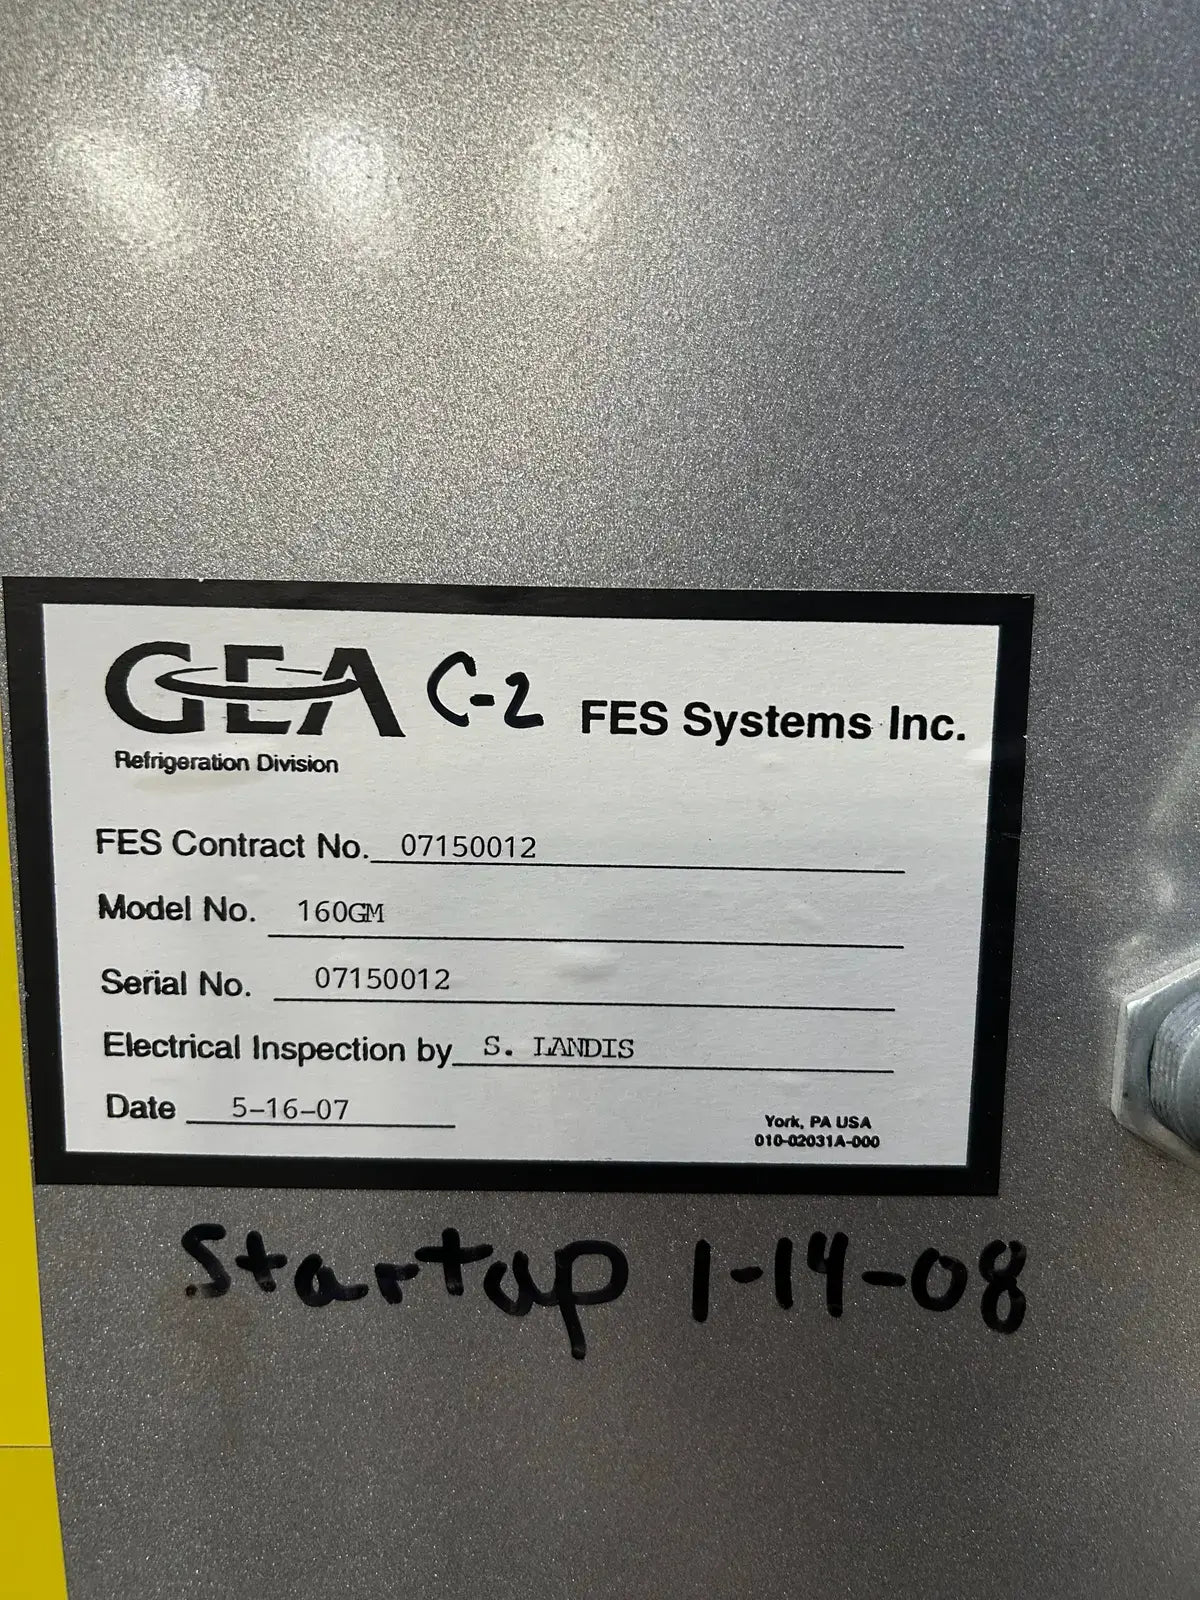 GEA C-2 FES Systems Inc.
Refrigeration Division
FES Contract No. 07150012
Model No. 160GM
Serial No. 07150012
Electrical Inspection by S. LANDIS
Date 5-16-07
York, PA USA
010-02031A-000
Startup 1-14-08